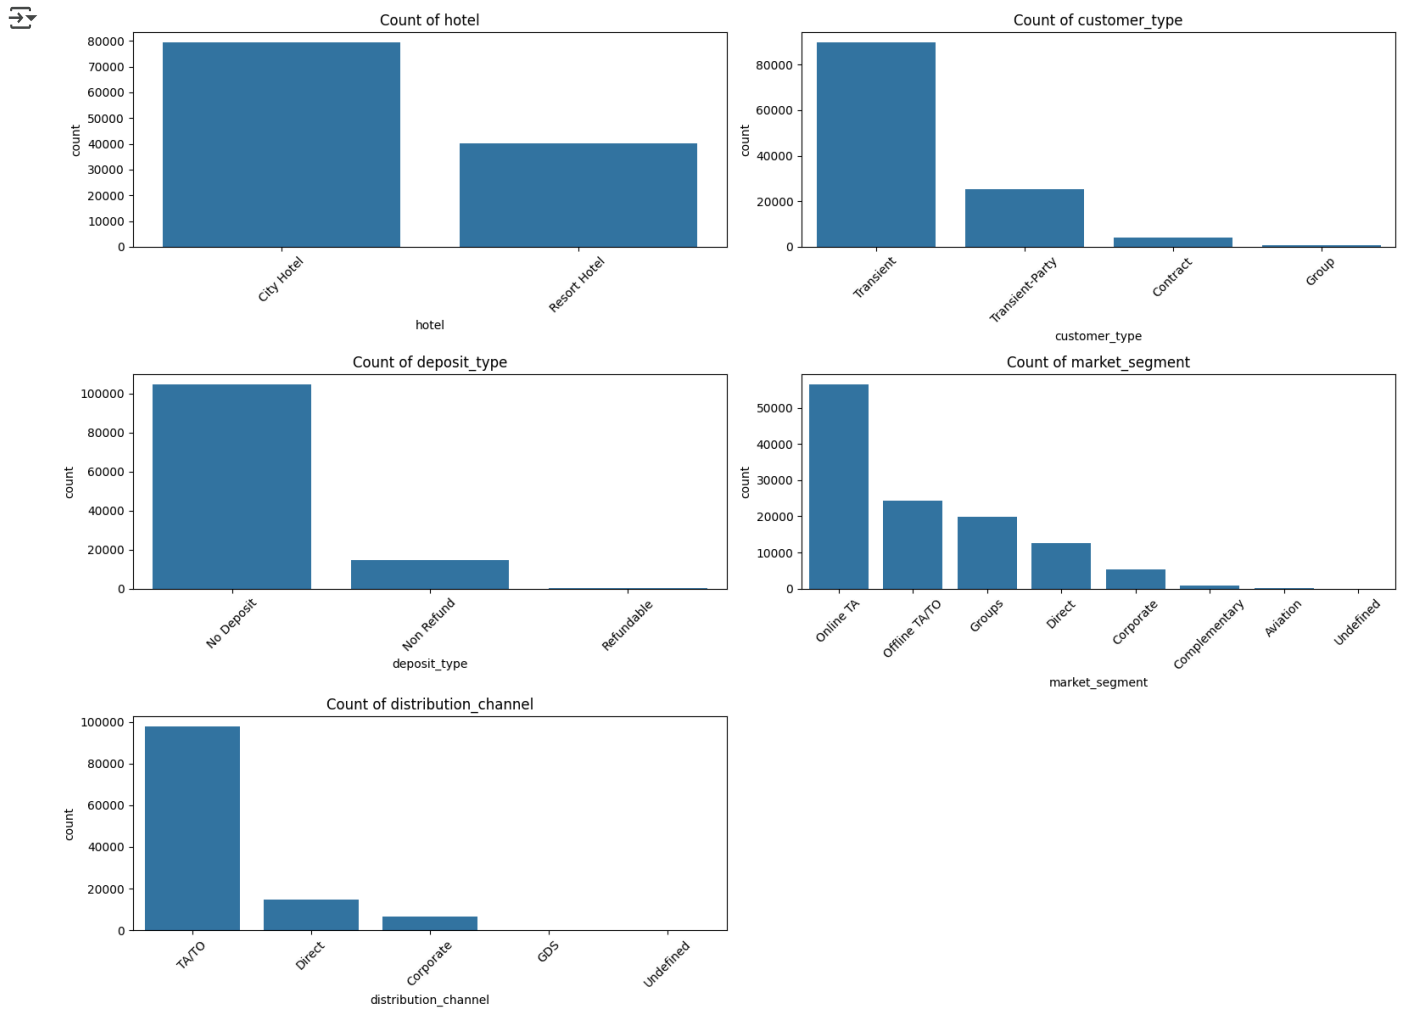 Count of hotel
80000
70000
60000
50000
40000
30000
20000
10000
0
count
City Hotel
Resort Hotel
hotel
Count of customer_type
80000
60000
40000
20000
0
count
Transient
Transient-Party
Contract
Group
customer_type
Count of deposit_type
100000
80000
60000
40000
20000
0
count
No Deposit
Non Refund
Refundable
deposit_type
Count of market_segment
50000
40000
30000
20000
10000
0
count
Online TA
Offline TA/TO
Groups
Direct
Corporate
Complementary
Aviation
Undefined
market_segment
Count of distribution_channel
100000
80000
60000
40000
20000
0
count
TA/TO
Direct
Corporate
GDS
Undefined
distribution_channel